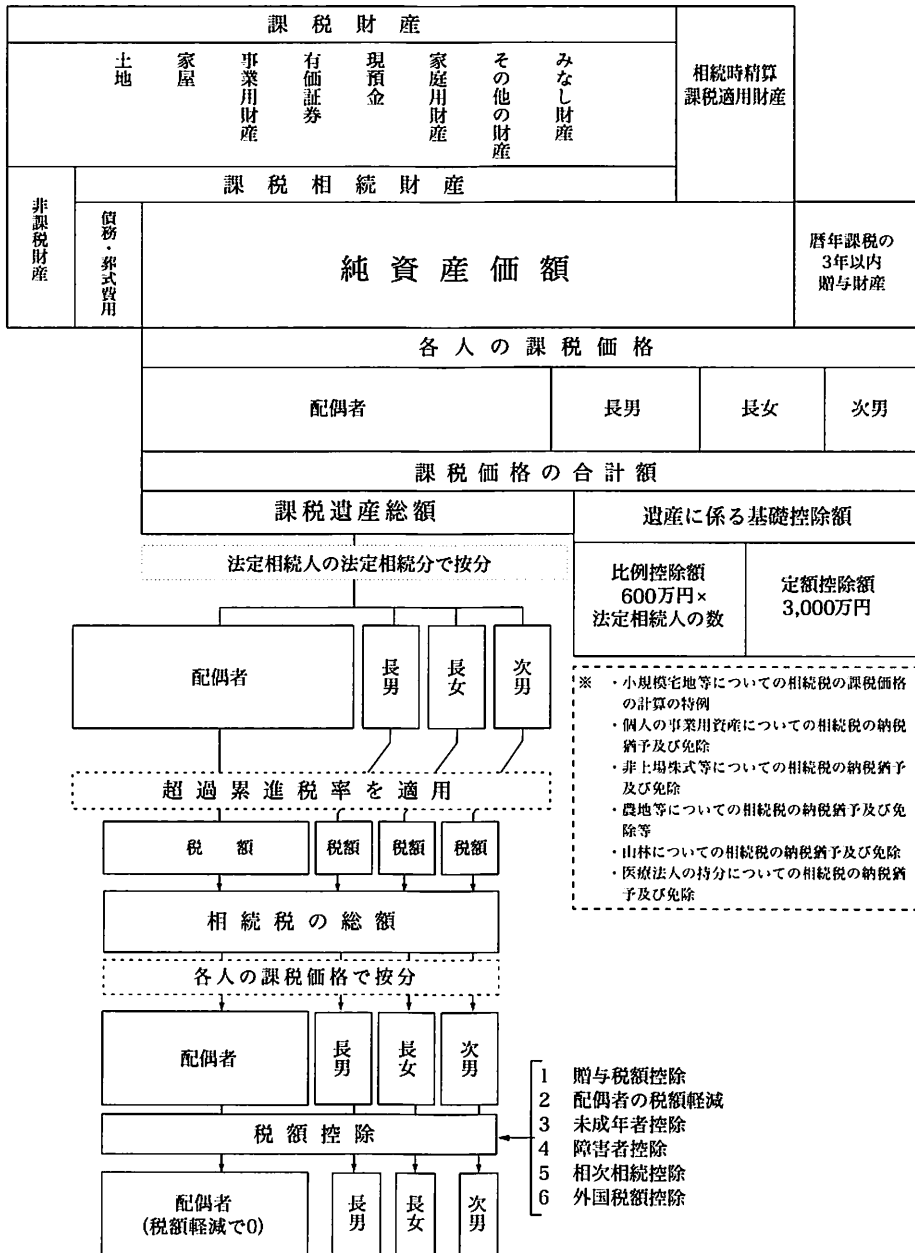 課税財産
土地
家屋
事業用財産
有価証券
現預金
家庭用財産
その他の財産
みなし財産
相続時精算
課税適用財産
課税相続財産
非課税財産
債務・葬式費用
純資産価額
暦年課税の
3年以内
贈与財産
各人の課税価格
配偶者
長男
長女
次男
課税価格の合計額
課税遺産総額
遺産に係る基礎控除額
法定相続人の法定相続分で按分
比例控除額
600万円×
法定相続人の数
定額控除額
3,000万円
配偶者
長男
長女
次男
※ ・小規模宅地等についての相続税の課税価格
の計算の特例
・個人の事業用資産についての相続税の納税
猶予及び免除
・非上場株式等についての相続税の納税猶予
及び免除
・農地等についての相続税の納税猶予及び免
除等
・山林についての相続税の納税猶予及び免除
・医療法人の持分についての相続税の納税猶
予及び免除
超過累進税率を適用
税額
税額
税額
税額
相続税の総額
各人の課税価格で按分
配偶者
長男
長女
次男
1 贈与税額控除
2 配偶者の税額軽減
3 未成年者控除
4 障害者控除
5 相次相続控除
6 外国税額控除
税額控除
配偶者
(税額軽減で0)
長男
長女
次男